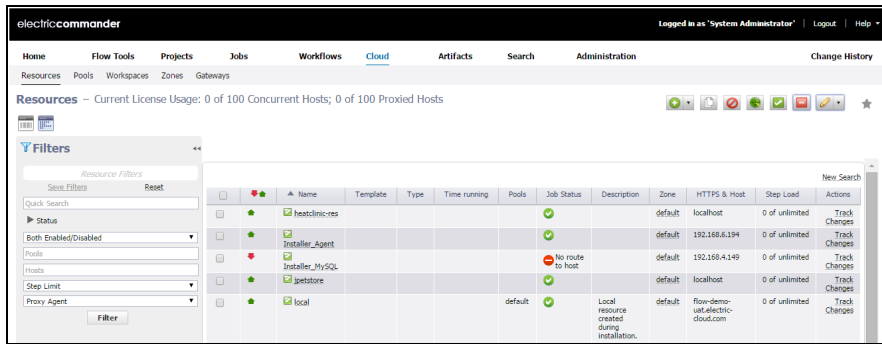 electriccommander
Logged in as 'System Administrator' | Logout | Help
Home Flow Tools Projects Jobs Workflows Cloud Artifacts Search Administration Change History
Resources Pools Workspaces Zones Gateways
Resources – Current License Usage: 0 of 100 Concurrent Hosts; 0 of 100 Proxied Hosts
Filters
Resource Filters
Save Filters Reset
Quick Search
Status
Both Enabled/Disabled
Pools
Hosts
Step Limit
Proxy Agent
Filter
New Search
Name Template Type Time running Pools Job Status Description Zone HTTPS & Host Step Load Actions
heatclinic-res default localhost 0 of unlimited Track
Changes
Installer_Agent default 192.168.6.194 0 of unlimited Track
Changes
Installer_MySQL No route
to host default 192.168.4.149 0 of unlimited Track
Changes
jpetstore default localhost 0 of unlimited Track
Changes
local default Local
resource
created
during
installation. default flow-demo-
uat.electric-
cloud.com 0 of unlimited Track
Changes